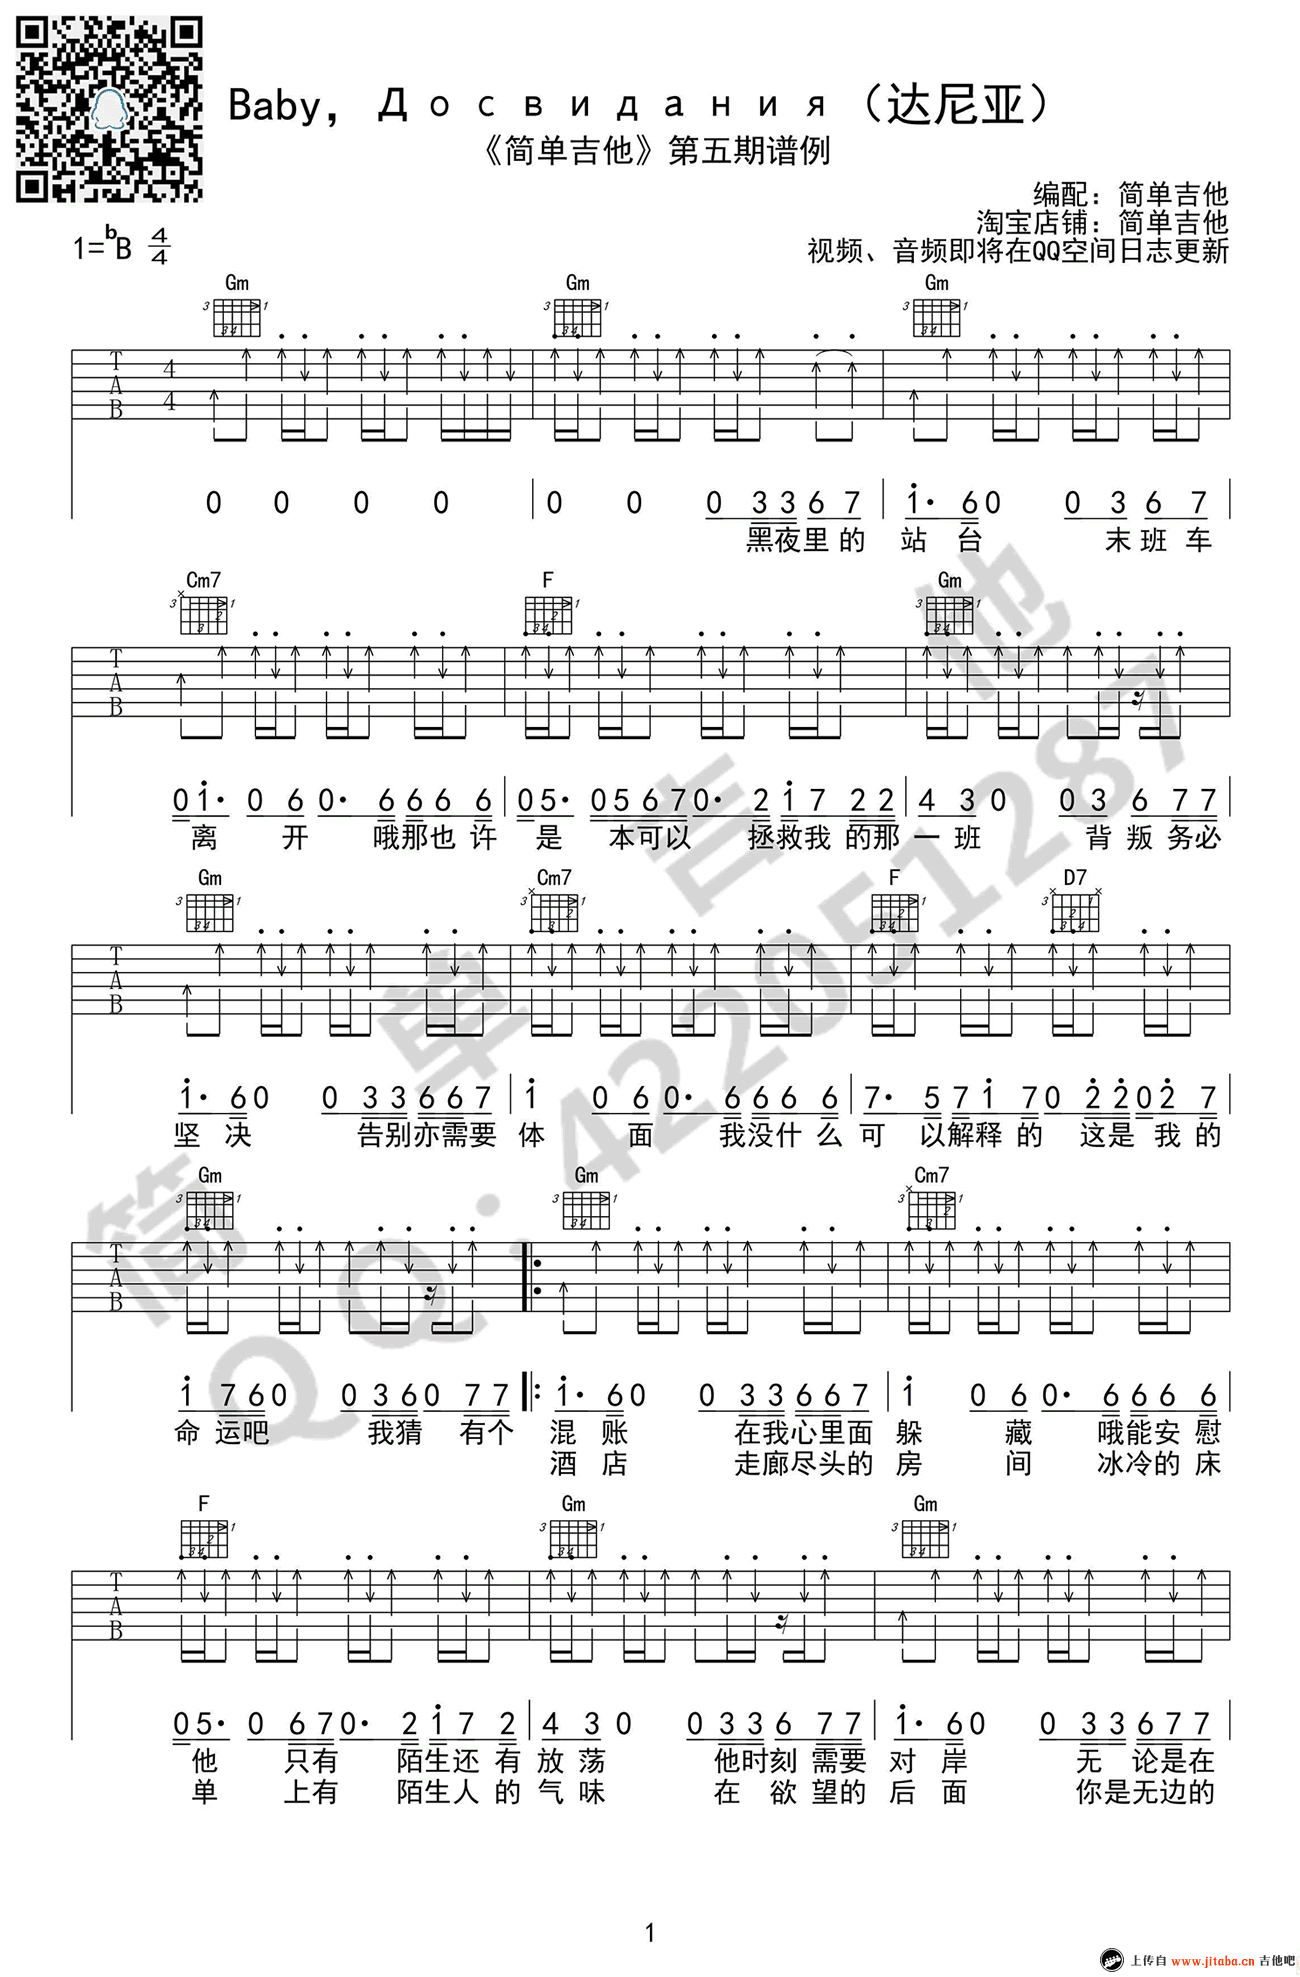 Baby，Досвидания（达尼亚）
《简单吉他》第五期谱例
编配：简单吉他
淘宝店铺：简单吉他
视频、音频即将在QQ空间日志更新
1=bB 4/4
Gm Gm Gm
0 0 0 0 | 0 0 0 3 3 6 7 | 1· 6 0 0 3 6 7
黑夜里的 站台 末班车
Cm7 F Gm
0 1· 0 6 0· 6 6 6 6 | 0 5· 0 5 6 7 0· 2 1 7 2 2 | 4 3 0 0 3 6 7 7
离 开 哦那也许 是 本可以 拯救我的那一班 背叛务必
Gm Cm7 F D7
1· 6 0 0 3 3 6 6 7 | 1 0 6 0· 6 6 6 6 | 7· 5 7 1 7 0 2 2 0 2 7
坚决 告别亦需要 体 面 我没什么可以解释的 这是我的
Gm Gm Cm7
1 7 6 0 0 3 6 0 7 7 |: 1· 6 0 0 3 3 6 6 7 | 1 0 6 0· 6 6 6 6
命运吧 我猜 有个 混账 在我心里面 躲 藏 哦能安慰
酒店 走廊尽头的 房 间 冰冷的床
F Gm Gm
0 5· 0 6 7 0· 2 1 7 2 | 4 3 0 0 3 3 6 7 7 | 1· 6 0 0 3 3 6 7 7
他 只有 陌生还有放荡 他时刻需要 对岸 无 论是在
单 上有 陌生人的气味 在 欲望的 后面 你是无边的
简单吉他
QQ：422051287
1
上传自 www.jitaba.cn 吉他吧